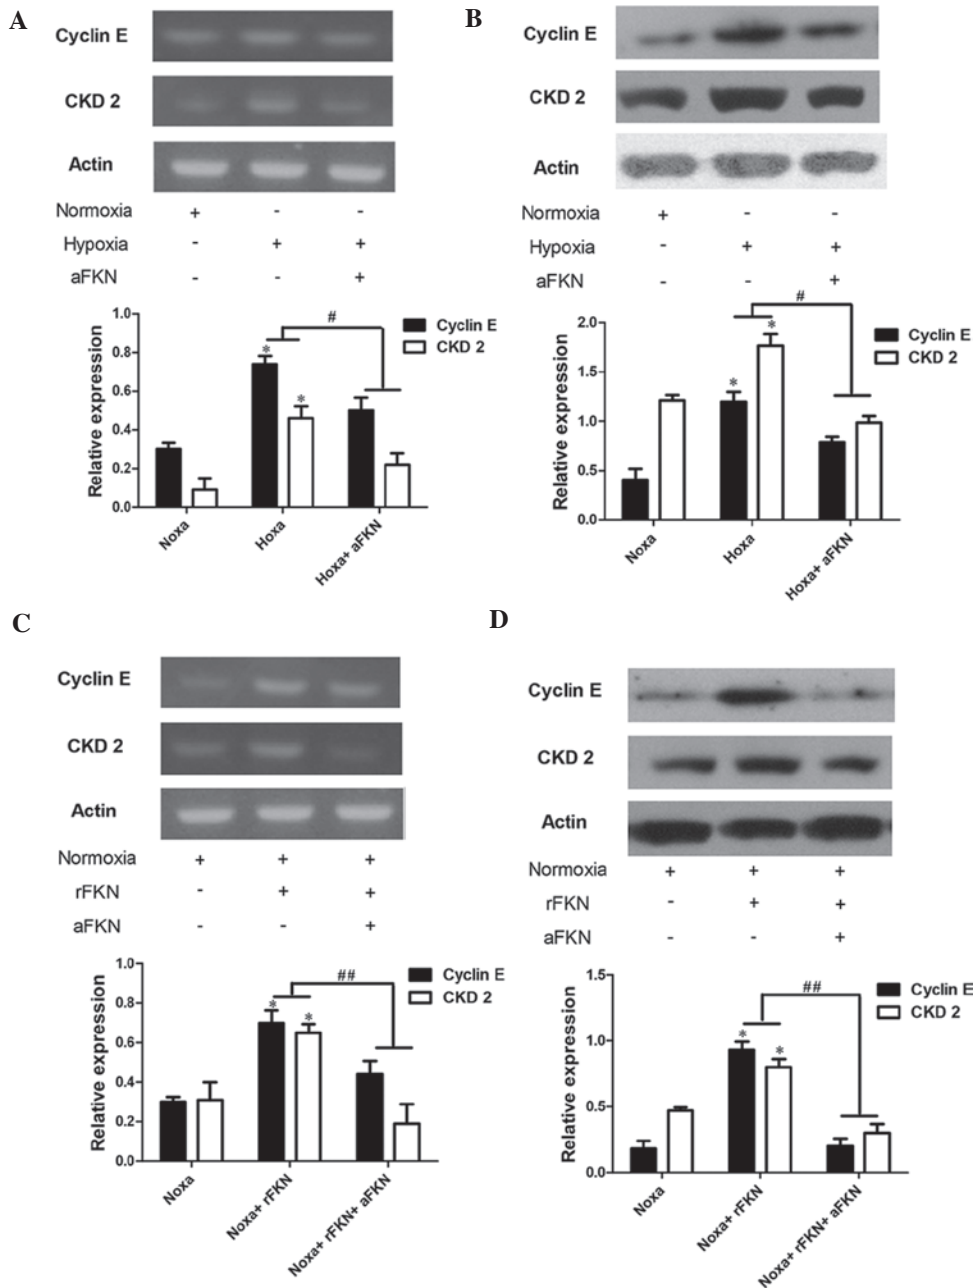 A
Cyclin E
CKD 2
Actin
Normoxia + - -
Hypoxia - + +
aFKN - - +
Relative expression
1.0
0.8
0.6
0.4
0.2
0.0
#
* *
Cyclin E
CKD 2
Noxa
Hoxa
Hoxa+ aFKN
B
Cyclin E
CKD 2
Actin
Normoxia + - -
Hypoxia - + +
aFKN - - +
Relative expression
2.0
1.5
1.0
0.5
0.0
#
* *
Cyclin E
CKD 2
Noxa
Hoxa
Hoxa+ aFKN
C
Cyclin E
CKD 2
Actin
Normoxia + + +
rFKN - + +
aFKN - - +
Relative expression
1.0
0.8
0.6
0.4
0.2
0.0
##
* *
Cyclin E
CKD 2
Noxa
Noxa+ rFKN
Noxa+ rFKN+ aFKN
D
Cyclin E
CKD 2
Actin
Normoxia + + +
rFKN - + +
aFKN - - +
Relative expression
1.5
1.0
0.5
0.0
##
* *
Cyclin E
CKD 2
Noxa
Noxa+ rFKN
Noxa+ rFKN+ aFKN